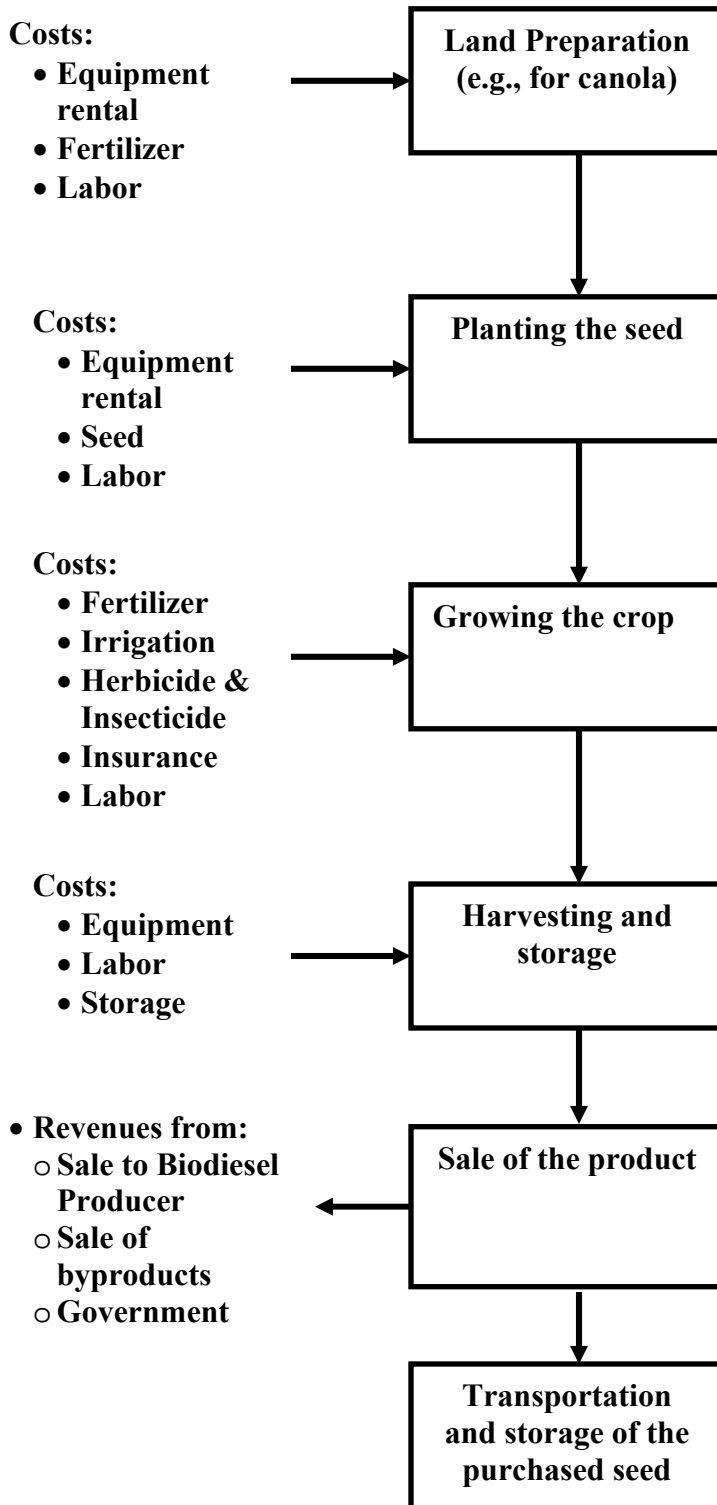 Costs:
• Equipment
rental
• Fertilizer
• Labor
Land Preparation
(e.g., for canola)
Costs:
• Equipment
rental
• Seed
• Labor
Planting the seed
Costs:
• Fertilizer
• Irrigation
• Herbicide &
Insecticide
• Insurance
• Labor
Growing the crop
Costs:
• Equipment
• Labor
• Storage
Harvesting and
storage
• Revenues from:
o Sale to Biodiesel
Producer
o Sale of
byproducts
o Government
Sale of the product
Transportation
and storage of the
purchased seed